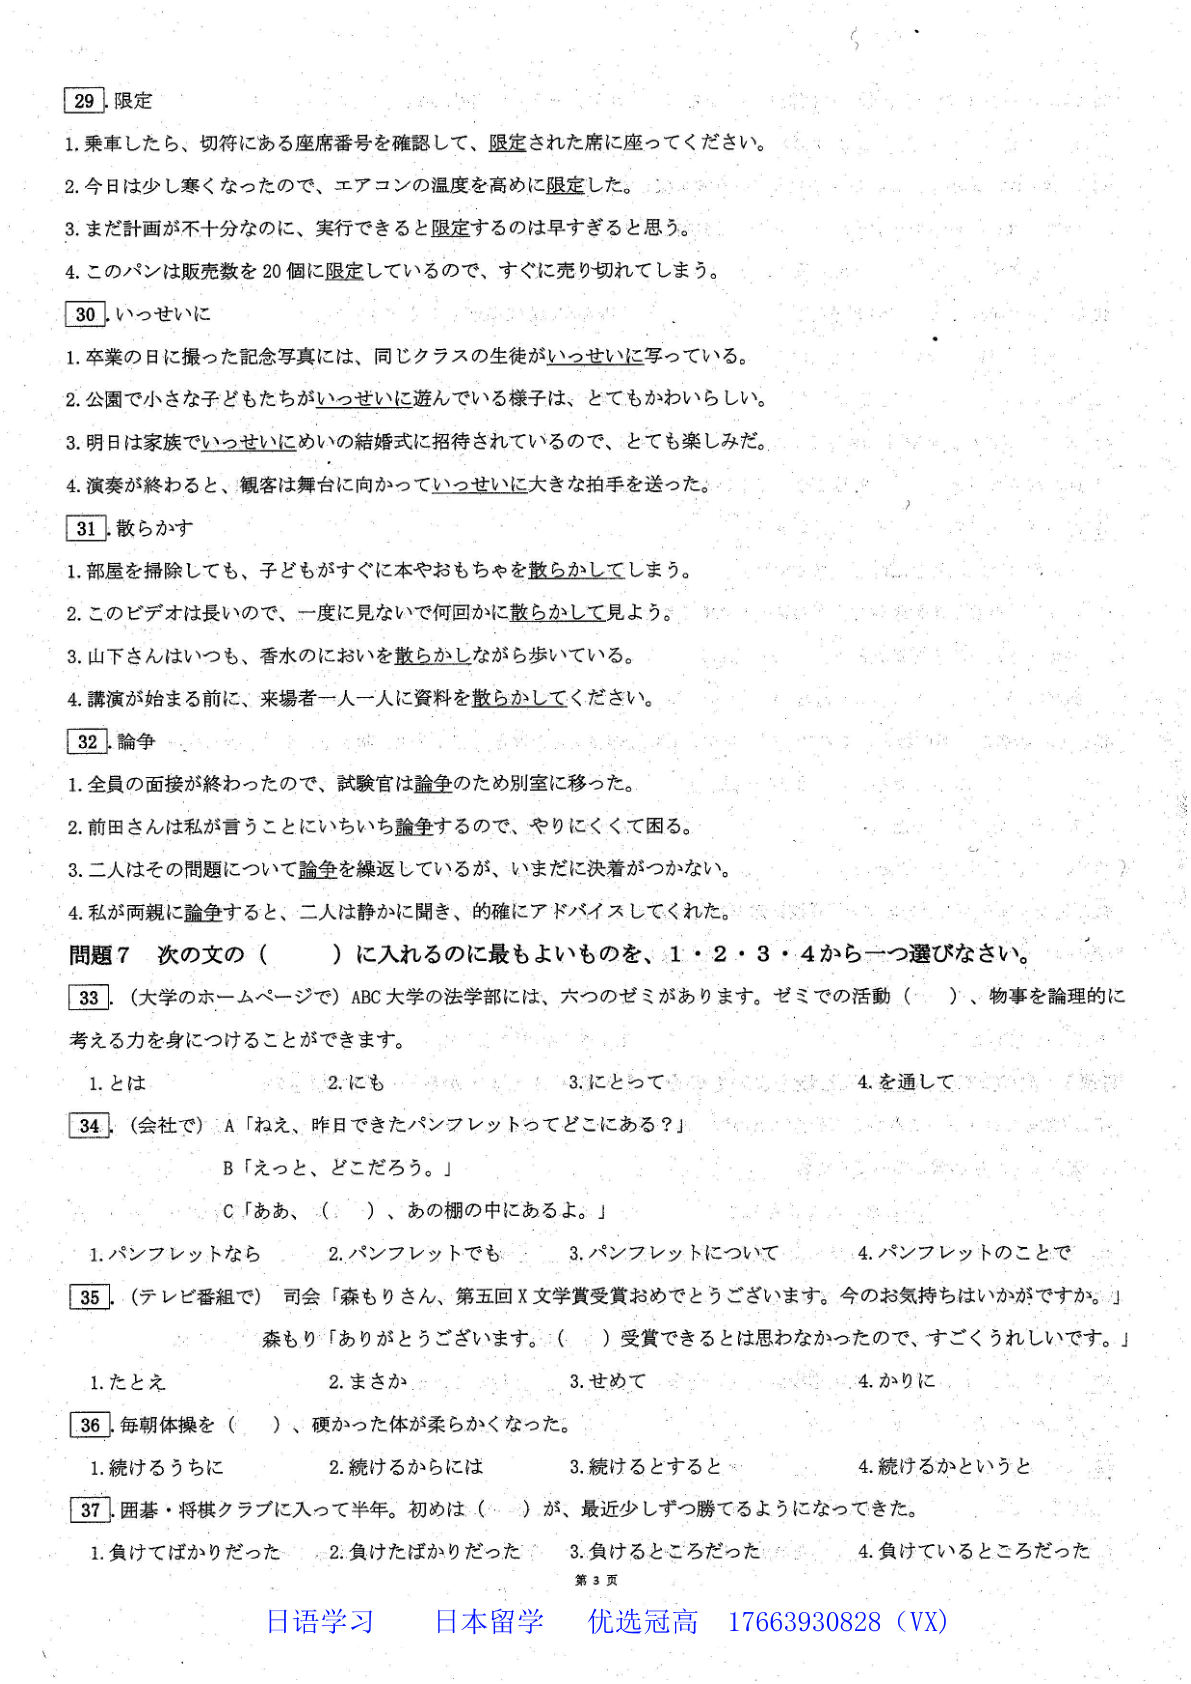 29.限定
1.乗車したら、切符にある座席番号を確認して、限定された席に座ってください。
2.今日は少し寒くなったので、エアコンの温度を高めに限定した。
3.まだ計画が不十分なのに、実行できると限定するのは早すぎると思う。
4.このパンは販売数を20個に限定しているので、すぐに売り切れてしまう。
30.いっせいに
1.卒業の日に撮った記念写真には、同じクラスの生徒がいっせいに写っている。
2.公園で小さな子どもたちがいっせいに遊んでいる様子は、とてもかわいらしい。
3.明日は家族でいっせいにめいの結婚式に招待されているので、とても楽しみだ。
4.演奏が終わると、観客は舞台に向かっていっせいに大きな拍手を送った。
31.散らかす
1.部屋を掃除しても、子どもがすぐに本やおもちゃを散らかしてしまう。
2.このビデオは長いので、一度に見ないで何回かに散らかして見よう。
3.山下さんはいつも、香水のにおいを散らかしながら歩いている。
4.講演が始まる前に、来場者一人一人に資料を散らかしてください。
32.論争
1.全員の面接が終わったので、試験官は論争のため別室に移った。
2.前田さんは私が言うことにいちいち論争するので、やりにくくて困る。
3.二人はその問題について論争を繰返しているが、いまだに決着がつかない。
4.私が両親に論争すると、二人は静かに聞き、的確にアドバイスしてくれた。
問題7　次の文の（　　　）に入れるのに最もよいものを、1・2・3・4から一つ選びなさい。
33.（大学のホームページで）ABC大学の法学部には、六つのゼミがあります。ゼミでの活動（　　）、物事を論理的に
考える力を身につけることができます。
1.とは　2.にも　3.にとって　4.を通して
34.（会社で）　A「ねえ、昨日できたパンフレットってどこにある？」
B「えっと、どこだろう。」
C「ああ、（　　）、あの棚の中にあるよ。」
1.パンフレットなら　2.パンフレットでも　3.パンフレットについて　4.パンフレットのことで
35.（テレビ番組で）　司会「森もりさん、第五回X文学賞受賞おめでとうございます。今のお気持ちはいかがですか。」
森もり「ありがとうございます。（　　）受賞できるとは思わなかったので、すごくうれしいです。」
1.たとえ　2.まさか　3.せめて　4.かりに
36.毎朝体操を（　　）、硬かった体が柔らかくなった。
1.続けるうちに　2.続けるからには　3.続けるとすると　4.続けるかというと
37.囲碁・将棋クラブに入って半年。初めは（　　）が、最近少しずつ勝てるようになってきた。
1.負けてばかりだった　2.負けたばかりだった　3.負けるところだった　4.負けているところだった
第 3 页
日语学习　日本留学　优选冠高　17663930828（VX）